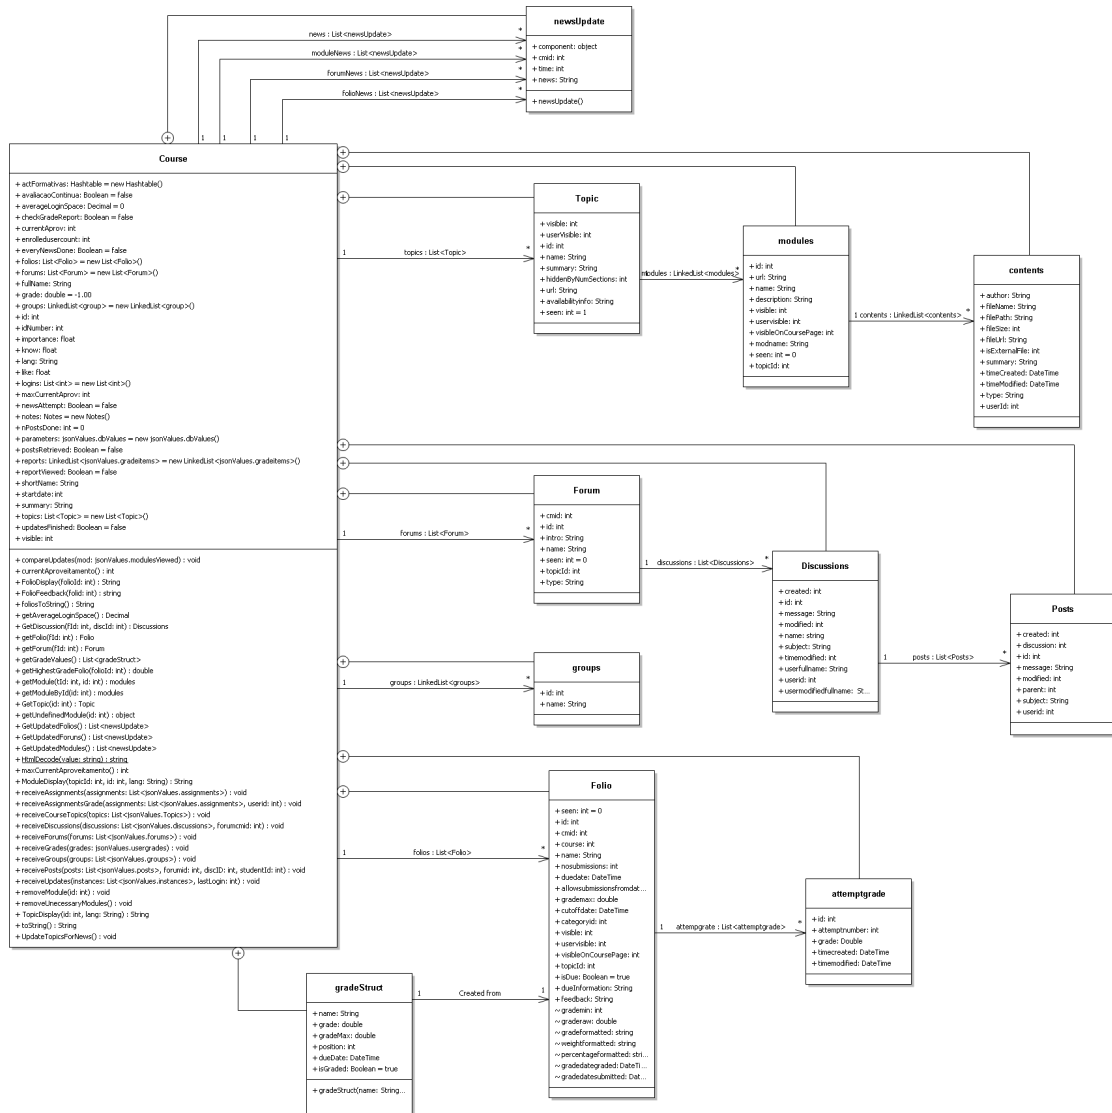 newsUpdate
+ component: object
+ cmid: int
+ time: int
+ news: String
+ newsUpdate()
news : List<newsUpdate>
*
moduleNews : List<newsUpdate>
*
forumNews : List<newsUpdate>
*
folioNews : List<newsUpdate>
*
1
1
1
1
Course
+ actFormativas: Hashtable = new Hashtable()
+ avaliacaoContinua: Boolean = false
+ averageLoginSpace: Decimal = 0
+ checkGradeReport: Boolean = false
+ currentAprov: int
+ enrolledusercount: int
+ everyNewsDone: Boolean = false
+ folios: List<Folio> = new List<Folio>()
+ forums: List<Forum> = new List<Forum>()
+ fullName: String
+ grade: double = -1.00
+ groups: LinkedList<group> = new LinkedList<group>()
+ id: int
+ idNumber: int
+ importance: float
+ know: float
+ lang: String
+ like: float
+ logins: List<int> = new List<int>()
+ maxCurrentAprov: int
+ newsAttempt: Boolean = false
+ notes: Notes = new Notes()
+ nPostsDone: int = 0
+ parameters: jsonValues.dbValues = new jsonValues.dbValues()
+ postsRetrieved: Boolean = false
+ reports: LinkedList<jsonValues.gradeitems> = new LinkedList<jsonValues.gradeitems>()
+ reportViewed: Boolean = false
+ shortName: String
+ startdate: int
+ summary: String
+ topics: List<Topic> = new List<Topic>()
+ updatesFinished: Boolean = false
+ visible: int
+ compareUpdates(mod: jsonValues.modulesViewed) : void
+ currentAproveitamento() : int
+ FolioDisplay(folioId: int) : String
+ FolioFeedback(folid: int) : string
+ foliosToString() : String
+ getAverageLoginSpace() : Decimal
+ GetDiscussion(fId: int, discId: int) : Discussions
+ getFolio(fId: int) : Folio
+ getForum(fId: int) : Forum
+ getGradeValues() : List<gradeStruct>
+ getHighestGradeFolio(folioId: int) : double
+ getModule(tId: int, id: int) : modules
+ getModuleById(id: int) : modules
+ GetTopic(id: int) : Topic
+ getUndefinedModule(id: int) : object
+ GetUpdatedFolios() : List<newsUpdate>
+ GetUpdatedForuns() : List<newsUpdate>
+ GetUpdatedModules() : List<newsUpdate>
+ HtmlDecode(value: string) : string
+ maxCurrentAproveitamento() : int
+ ModuleDisplay(topicId: int, id: int, lang: String) : String
+ receiveAssignments(assignments: List<jsonValues.assignments>) : void
+ receiveAssignmentsGrade(assignments: List<jsonValues.assignments>, userid: int) : void
+ receiveCourseTopics(topics: List<jsonValues.Topics>) : void
+ receiveDiscussions(discussions: List<jsonValues.discussions>, forumcmid: int) : void
+ receiveForums(forums: List<jsonValues.forums>) : void
+ receiveGrades(grades: jsonValues.usergrades) : void
+ receiveGroups(groups: List<jsonValues.groups>) : void
+ receivePosts(posts: List<jsonValues.posts>, forumid: int, discID: int, studentId: int) : void
+ receiveUpdates(instances: List<jsonValues.instances>, lastLogin: int) : void
+ removeModule(id: int) : void
+ removeUnecessaryModules() : void
+ TopicDisplay(id: int, lang: String) : String
+ toString() : String
+ UpdateTopicsForNews() : void
1
topics : List<Topic>
*
Topic
+ visible: int
+ userVisible: int
+ id: int
+ name: String
+ summary: String
+ hiddenByNumSections: int
+ url: String
+ availabilityinfo: String
+ seen: int = 1
modules : LinkedList<modules>
*
modules
+ id: int
+ url: String
+ name: String
+ description: String
+ visible: int
+ uservisible: int
+ visibleOnCoursePage: int
+ modname: String
+ seen: int = 0
+ topicId: int
1 contents : LinkedList<contents>
*
contents
+ author: String
+ fileName: String
+ filePath: String
+ fileSize: int
+ fileUrl: String
+ isExternalFile: int
+ summary: String
+ timeCreated: DateTime
+ timeModified: DateTime
+ type: String
+ userId: int
1
forums : List<Forum>
*
Forum
+ cmid: int
+ id: int
+ intro: String
+ name: String
+ seen: int = 0
+ topicId: int
+ type: String
1
discussions : List<Discussions>
*
Discussions
+ created: int
+ id: int
+ message: String
+ modified: int
+ name: string
+ subject: String
+ timemodified: int
+ userfullname: String
+ userid: int
+ usermodifiedfullname: St...
1
posts : List<Posts>
*
Posts
+ created: int
+ discussion: int
+ id: int
+ message: String
+ modified: int
+ parent: int
+ subject: String
+ userid: int
1
groups : LinkedList<groups>
*
groups
+ id: int
+ name: String
1
folios : List<Folio>
*
Folio
+ seen: int = 0
+ id: int
+ cmid: int
+ course: int
+ name: String
+ nosubmissions: int
+ duedate: DateTime
+ allowsubmissionsfromdat...
+ grademax: double
+ cutoffdate: DateTime
+ categoryid: int
+ visible: int
+ uservisible: int
+ visibleOnCoursePage: int
+ topicId: int
+ isDue: Boolean = true
+ dueInformation: String
+ feedback: String
~ grademin: int
~ graderaw: double
~ gradeformatted: string
~ weightformatted: string
~ percentageformatted: stri...
~ gradedategraded: DateTi...
~ gradedatesubmitted: Dat...
1
attempgrate : List<attemptgrade>
*
attemptgrade
+ id: int
+ attemptnumber: int
+ grade: Double
+ timecreated: DateTime
+ timemodified: DateTime
gradeStruct
+ name: String
+ grade: double
+ gradeMax: double
+ position: int
+ dueDate: DateTime
+ isGraded: Boolean = true
+ gradeStruct(name: String...
1
Created from
1